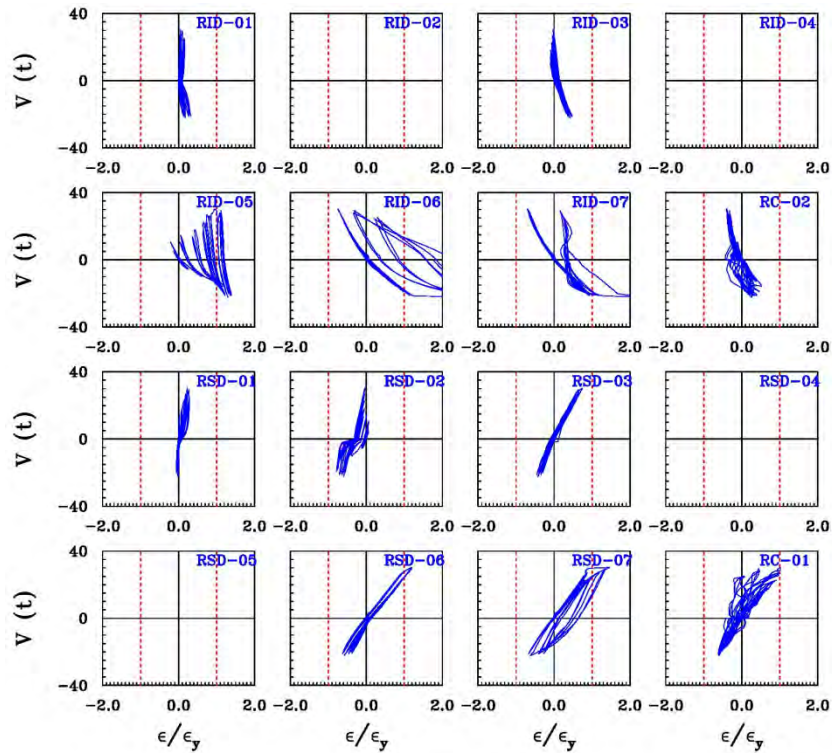 40 RID-01 RID-02 RID-03 RID-04
V (t) 0
-40
-2.0 0.0 2.0 -2.0 0.0 2.0 -2.0 0.0 2.0 -2.0 0.0 2.0
40 RID-05 RID-06 RID-07 RC-02
V (t) 0
-40
-2.0 0.0 2.0 -2.0 0.0 2.0 -2.0 0.0 2.0 -2.0 0.0 2.0
40 RSD-01 RSD-02 RSD-03 RSD-04
V (t) 0
-40
-2.0 0.0 2.0 -2.0 0.0 2.0 -2.0 0.0 2.0 -2.0 0.0 2.0
40 RSD-05 RSD-06 RSD-07 RC-01
V (t) 0
-40
-2.0 0.0 2.0 -2.0 0.0 2.0 -2.0 0.0 2.0 -2.0 0.0 2.0
ϵ/ϵy ϵ/ϵy ϵ/ϵy ϵ/ϵy